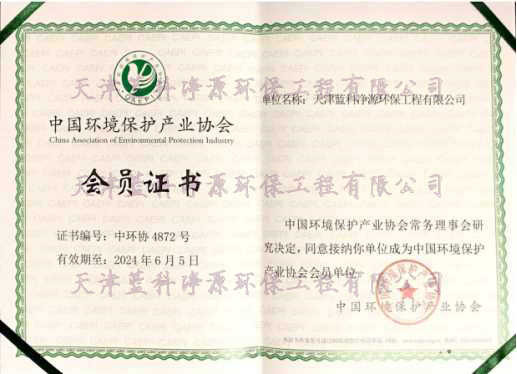 中国环境保护产业协会
China Association of Environmental Protection Industry
会员证书
证书编号：中环协 4872 号
有效期至：2024 年 6 月 5 日
单位名称：天津蓝科净源环保工程有限公司
中国环境保护产业协会常务理事会研
究决定，同意接纳你单位成为中国环境保护
产业协会会员单位。
中国环境保护产业协会
天津蓝科净源环保工程有限公司
天津蓝科净源环保工程有限公司
天津蓝科净源环保工程有限公司